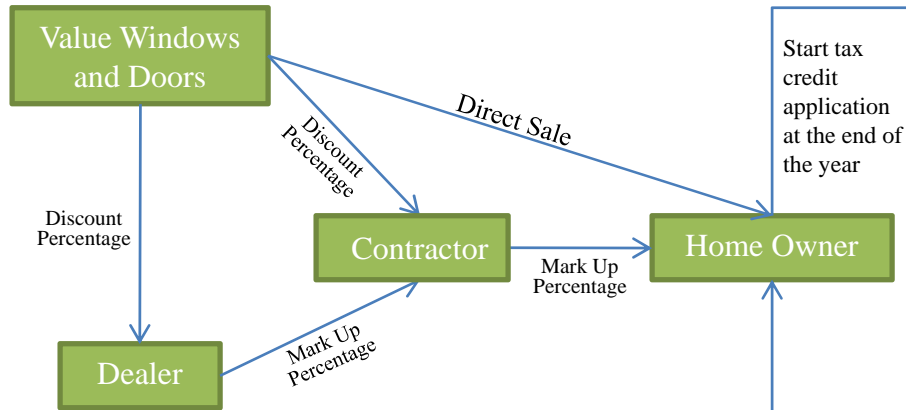 Value Windows
and Doors
Start tax
credit
application
at the end of
the year
Direct Sale
Discount
Percentage
Discount
Percentage
Contractor
Mark Up
Percentage
Home Owner
Dealer
Mark Up
Percentage